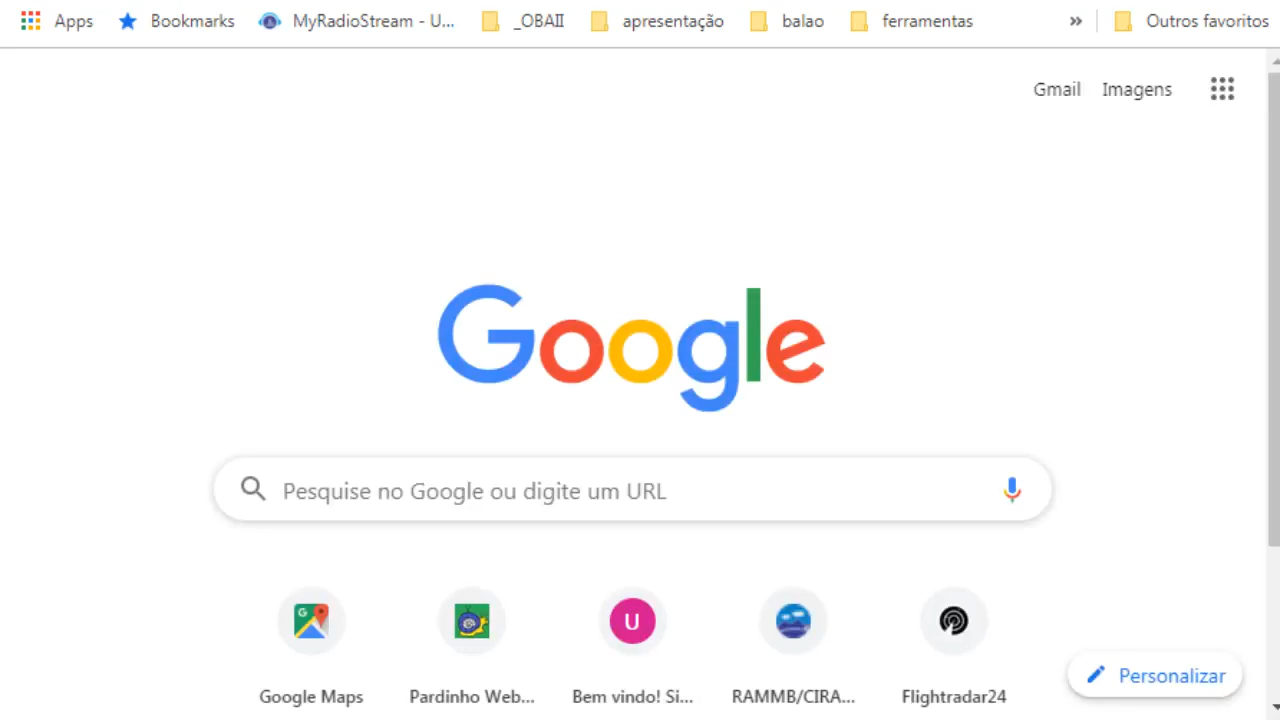 Apps Bookmarks MyRadioStream - U... _OBAII apresentação balao ferramentas » Outros favoritos
Gmail Imagens
Google
Pesquise no Google ou digite um URL
G U
Google Maps Pardinho Web... Bem vindo! Si... RAMMB/CIRA... Flightradar24
Personalizar